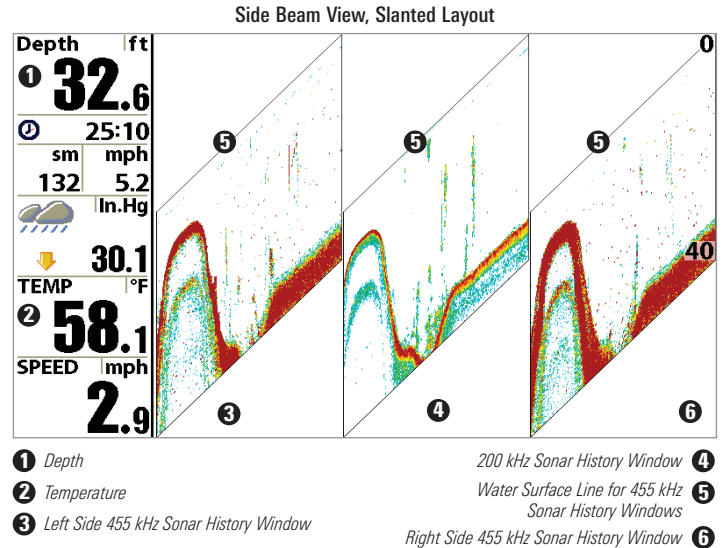 Side Beam View, Slanted Layout
Depth ft
1 32.6
25:10
sm mph
132 5.2
In.Hg
30.1
TEMP °F
2 58.1
SPEED mph
2.9
5 5 5
0
40
3 4 6
1 Depth
2 Temperature
3 Left Side 455 kHz Sonar History Window
200 kHz Sonar History Window 4
Water Surface Line for 455 kHz 5
Sonar History Windows
Right Side 455 kHz Sonar History Window 6